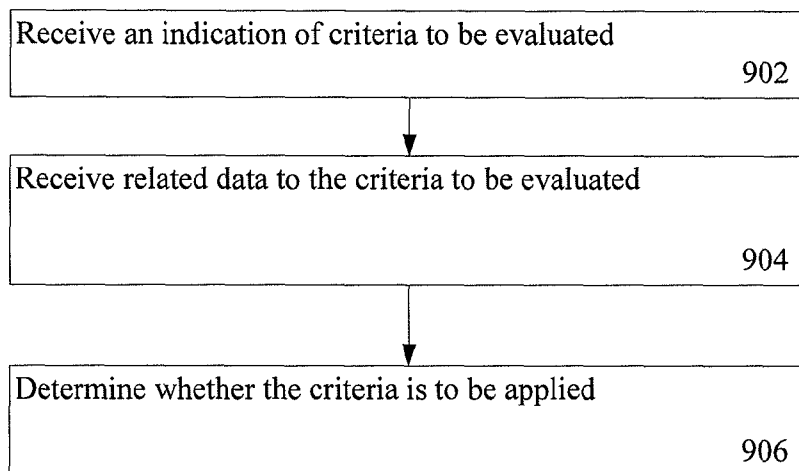 Receive an indication of criteria to be evaluated
902
Receive related data to the criteria to be evaluated
904
Determine whether the criteria is to be applied
906